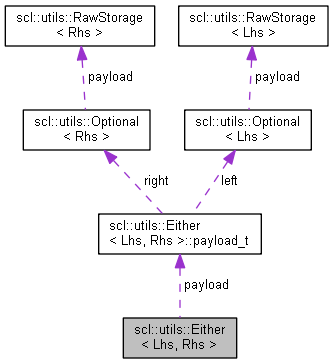 scl::utils::RawStorage
< Rhs >
scl::utils::RawStorage
< Lhs >
payload
payload
scl::utils::Optional
< Rhs >
scl::utils::Optional
< Lhs >
right
left
scl::utils::Either
< Lhs, Rhs >::payload_t
payload
scl::utils::Either
< Lhs, Rhs >